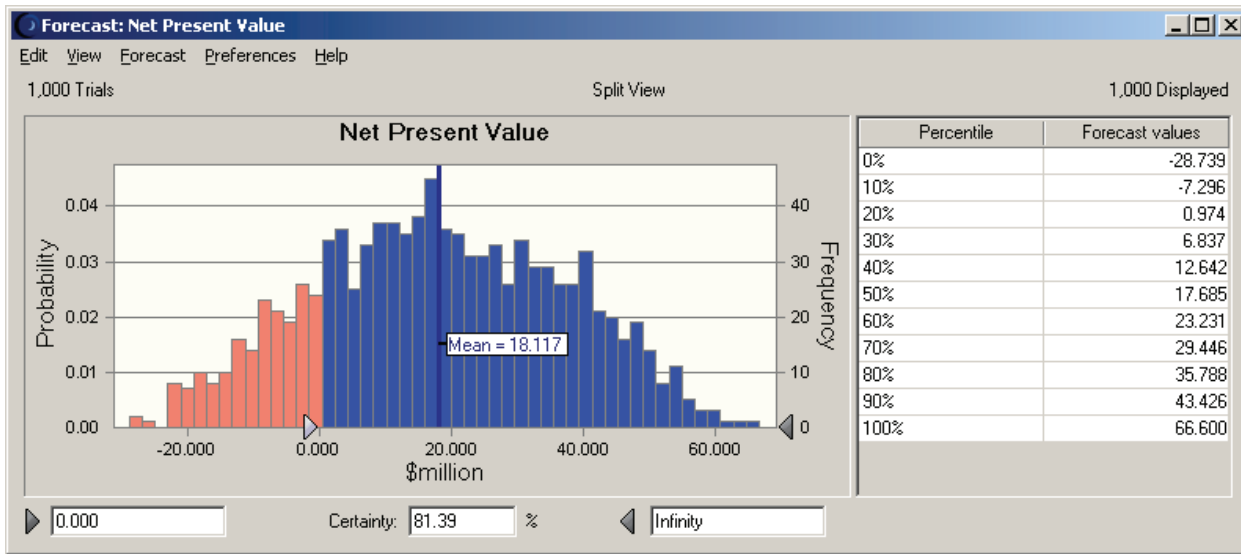 Forecast: Net Present Value
Edit View Forecast Preferences Help
1,000 Trials Split View 1,000 Displayed
Net Present Value
Probability
0.04
0.03
0.02
0.01
0.00
Mean = 18.117
40
30
20
10
0
Frequency
-20.000 0.000 20.000 40.000 60.000
$million
Percentile Forecast values
0% -28.739
10% -7.296
20% 0.974
30% 6.837
40% 12.642
50% 17.685
60% 23.231
70% 29.446
80% 35.788
90% 43.426
100% 66.600
0.000 Certainty: 81.39 % Infinity